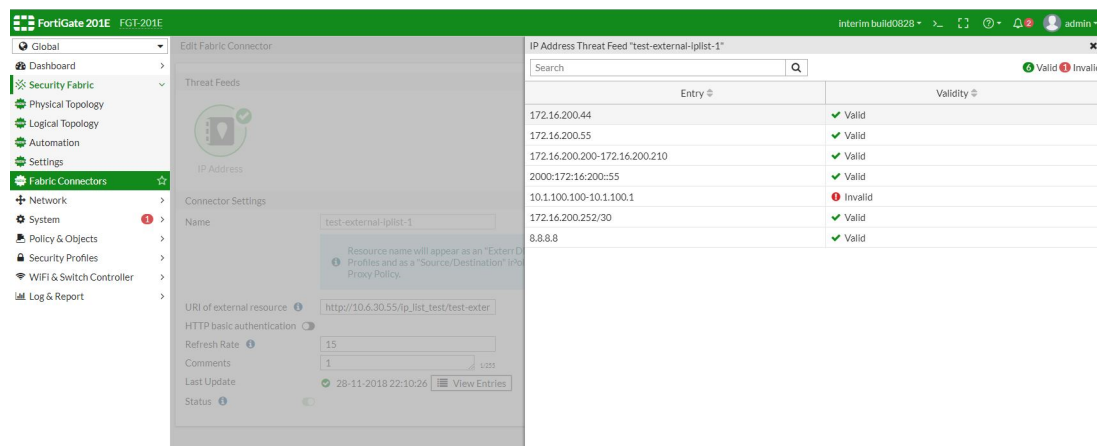 FortiGate 201E FGT-201E
interim build0828
2
admin
Global
Dashboard
Security Fabric
Physical Topology
Logical Topology
Automation
Settings
Fabric Connectors
Network
System 1
Policy & Objects
Security Profiles
WiFi & Switch Controller
Log & Report
Edit Fabric Connector
Threat Feeds
IP Address
Connector Settings
Name test-external-iplist-1
Resource name will appear as an "Extern
Profiles and as a "Source/Destination" in
Proxy Policy.
URI of external resource http://10.6.30.55/ip_list_test/test-exter
HTTP basic authentication
Refresh Rate 15
Comments 1
1/255
Last Update 28-11-2018 22:10:26 View Entries
Status
IP Address Threat Feed "test-external-iplist-1"
Search
6 Valid 1 Invalid
Entry Validity
172.16.200.44 Valid
172.16.200.55 Valid
172.16.200.200-172.16.200.210 Valid
2000:172:16:200::55 Valid
10.1.100.100-10.1.100.1 Invalid
172.16.200.252/30 Valid
8.8.8.8 Valid